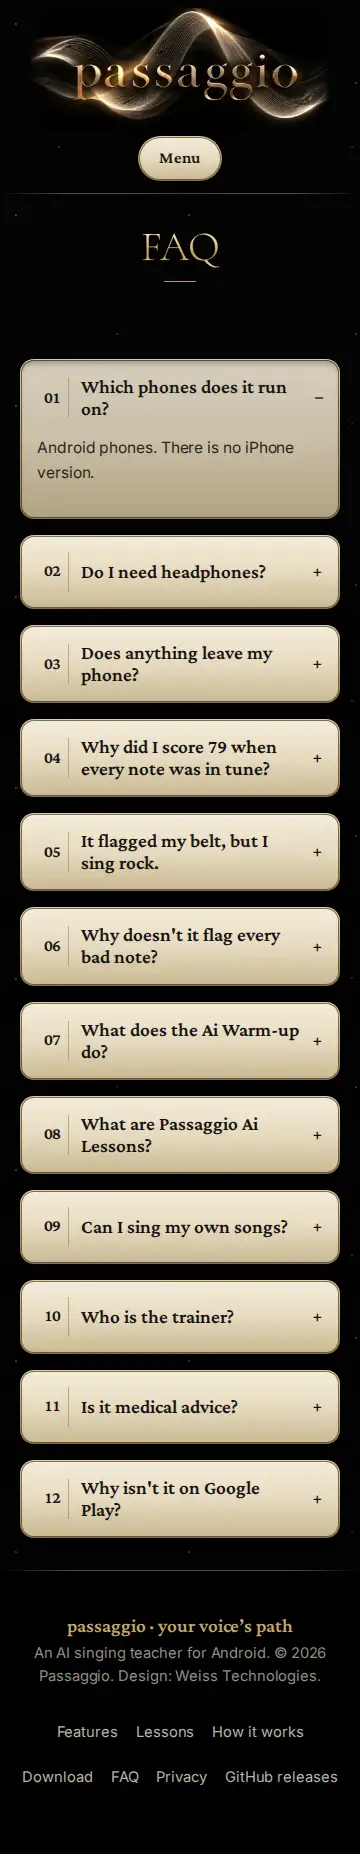 passaggio
Menu
FAQ
01
Which phones does it run
on?
−
Android phones. There is no iPhone
version.
02
Do I need headphones?
+
03
Does anything leave my
phone?
+
04
Why did I score 79 when
every note was in tune?
+
05
It flagged my belt, but I
sing rock.
+
06
Why doesn't it flag every
bad note?
+
07
What does the Ai Warm-up
do?
+
08
What are Passaggio Ai
Lessons?
+
09
Can I sing my own songs?
+
10
Who is the trainer?
+
11
Is it medical advice?
+
12
Why isn't it on Google
Play?
+
passaggio · your voice’s path
An AI singing teacher for Android. © 2026
Passaggio. Design: Weiss Technologies.
Features Lessons How it works
Download FAQ Privacy GitHub releases